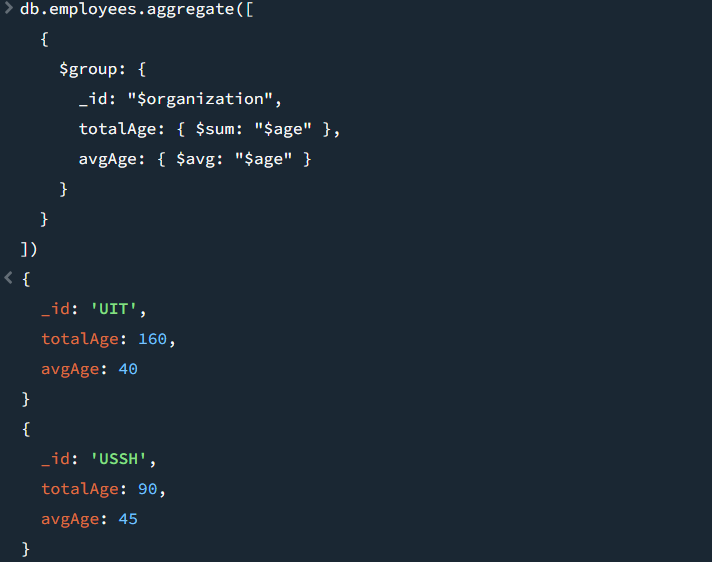 db.employees.aggregate([
  {
    $group: {
      _id: "$organization",
      totalAge: { $sum: "$age" },
      avgAge: { $avg: "$age" }
    }
  }
])
{
  _id: 'UIT',
  totalAge: 160,
  avgAge: 40
}
{
  _id: 'USSH',
  totalAge: 90,
  avgAge: 45
}